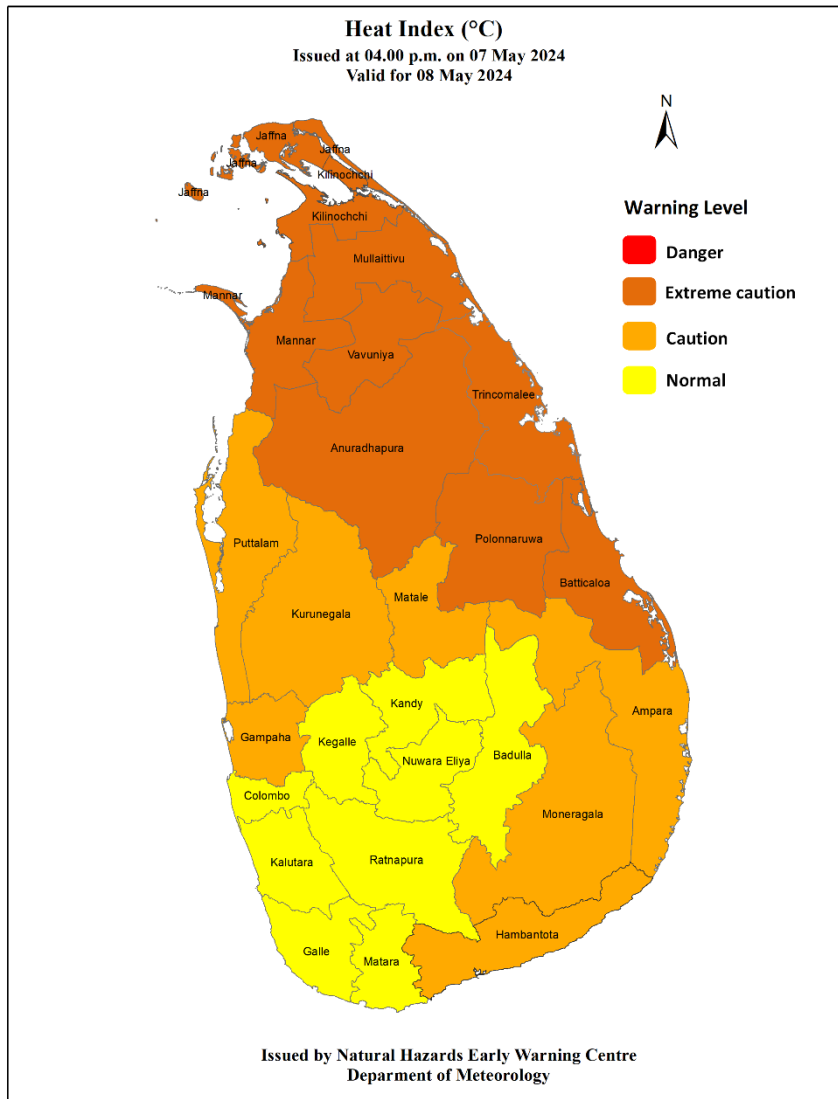 Heat Index (°C)
Issued at 04.00 p.m. on 07 May 2024
Valid for 08 May 2024
N
Warning Level
Danger
Extreme caution
Caution
Normal
Jaffna
Jaffna
Jaffna
Kilinochchi
Jaffna
Kilinochchi
Mullaittivu
Mannar
Mannar
Vavuniya
Trincomalee
Anuradhapura
Polonnaruwa
Puttalam
Batticaloa
Matale
Kurunegala
Kandy
Ampara
Gampaha
Kegalle
Nuwara Eliya
Badulla
Colombo
Moneragala
Kalutara
Ratnapura
Hambantota
Galle
Matara
Issued by Natural Hazards Early Warning Centre
Deparment of Meteorology